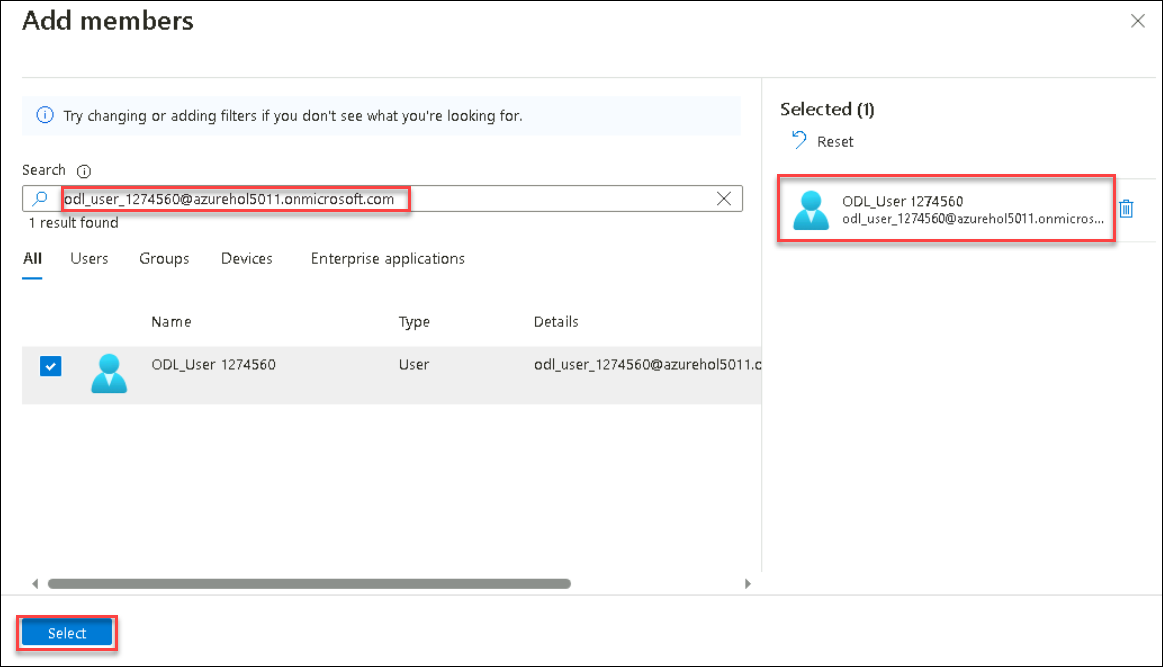 Add members
Try changing or adding filters if you don't see what you're looking for.
Search
odl_user_1274560@azurehol5011.onmicrosoft.com
1 result found
All Users Groups Devices Enterprise applications
Name Type Details
ODL_User 1274560 User odl_user_1274560@azurehol5011.o
Selected (1)
Reset
ODL_User 1274560
odl_user_1274560@azurehol5011.onmicros...
Select